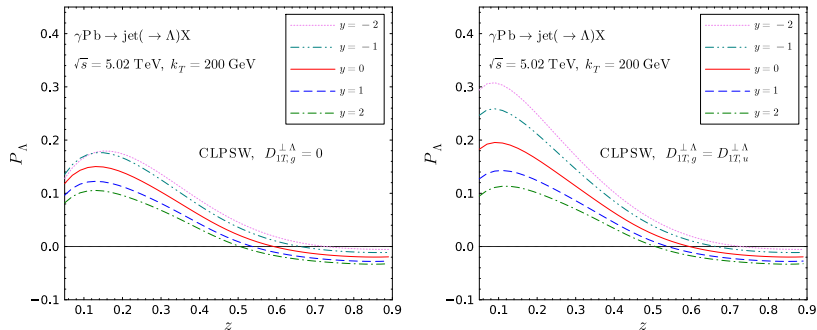 γPb → jet(→ Λ)X
√s = 5.02 TeV, k_T = 200 GeV
y = − 2
y = − 1
y = 0
y = 1
y = 2
CLPSW, D_{1T,g}^{⊥Λ} = 0
P_Λ
0.4
0.3
0.2
0.1
0.0
−0.1
0.1 0.2 0.3 0.4 0.5 0.6 0.7 0.8 0.9
z
γPb → jet(→ Λ)X
√s = 5.02 TeV, k_T = 200 GeV
y = − 2
y = − 1
y = 0
y = 1
y = 2
CLPSW, D_{1T,g}^{⊥Λ} = D_{1T,u}^{⊥Λ}
P_Λ
0.4
0.3
0.2
0.1
0.0
−0.1
0.1 0.2 0.3 0.4 0.5 0.6 0.7 0.8 0.9
z